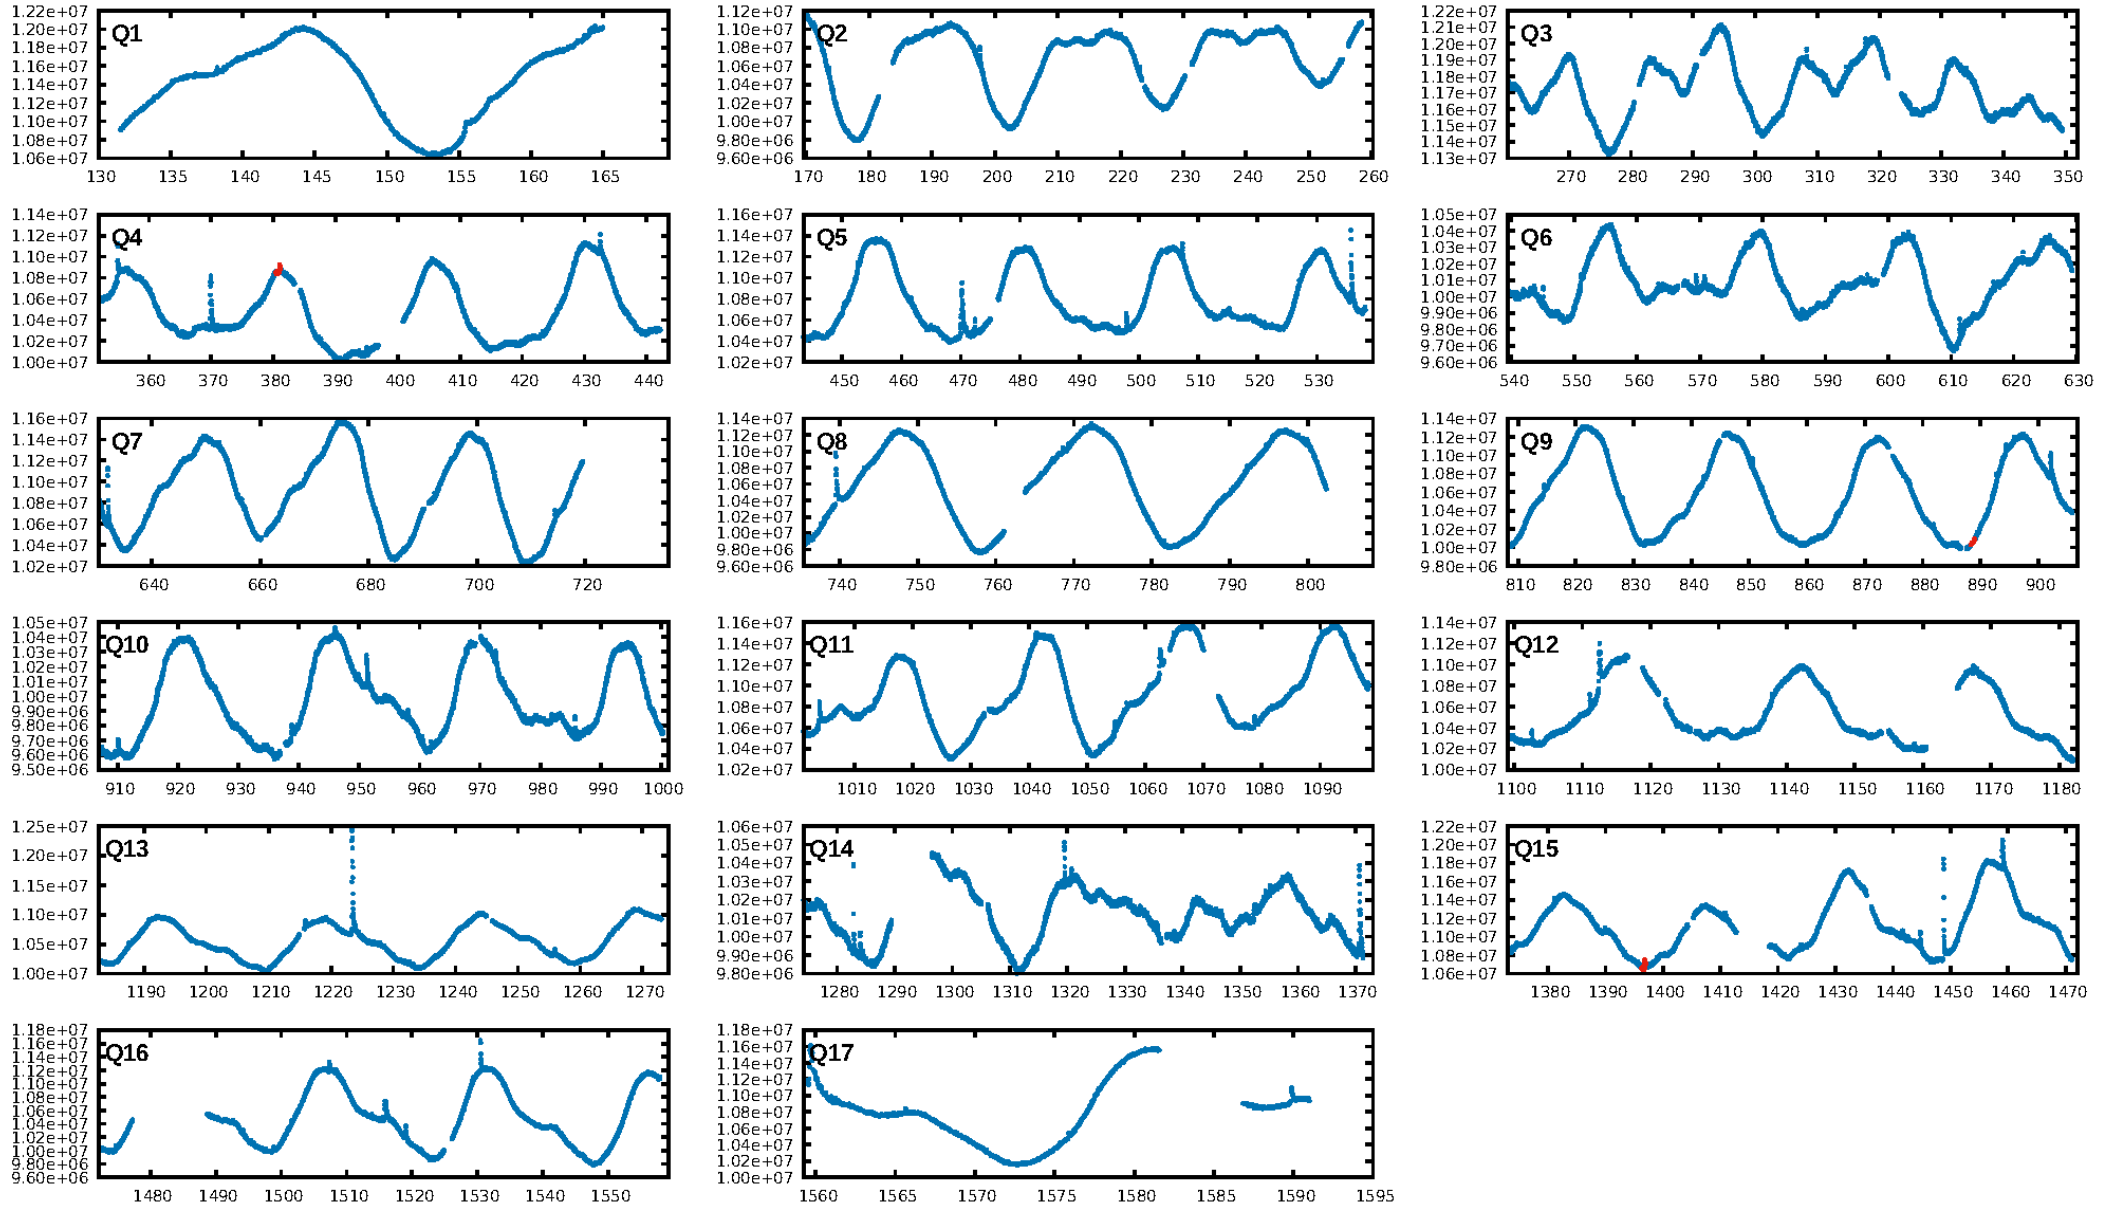 Q1
1.22e+07
1.20e+07
1.18e+07
1.16e+07
1.14e+07
1.12e+07
1.10e+07
1.08e+07
1.06e+07
130 135 140 145 150 155 160 165
Q2
1.12e+07
1.10e+07
1.08e+07
1.06e+07
1.04e+07
1.02e+07
1.00e+07
9.80e+06
9.60e+06
170 180 190 200 210 220 230 240 250 260
Q3
1.22e+07
1.21e+07
1.20e+07
1.19e+07
1.18e+07
1.17e+07
1.16e+07
1.15e+07
1.14e+07
1.13e+07
270 280 290 300 310 320 330 340 350
Q4
1.14e+07
1.12e+07
1.10e+07
1.08e+07
1.06e+07
1.04e+07
1.02e+07
1.00e+07
360 370 380 390 400 410 420 430 440
Q5
1.16e+07
1.14e+07
1.12e+07
1.10e+07
1.08e+07
1.06e+07
1.04e+07
1.02e+07
450 460 470 480 490 500 510 520 530
Q6
1.05e+07
1.04e+07
1.03e+07
1.02e+07
1.01e+07
1.00e+07
9.90e+06
9.80e+06
9.70e+06
9.60e+06
540 550 560 570 580 590 600 610 620 630
Q7
1.16e+07
1.14e+07
1.12e+07
1.10e+07
1.08e+07
1.06e+07
1.04e+07
1.02e+07
640 660 680 700 720
Q8
1.14e+07
1.12e+07
1.10e+07
1.08e+07
1.06e+07
1.04e+07
1.02e+07
1.00e+07
9.80e+06
9.60e+06
740 750 760 770 780 790 800
Q9
1.14e+07
1.12e+07
1.10e+07
1.08e+07
1.06e+07
1.04e+07
1.02e+07
1.00e+07
9.80e+06
810 820 830 840 850 860 870 880 890 900
Q10
1.05e+07
1.04e+07
1.03e+07
1.02e+07
1.01e+07
1.00e+07
9.90e+06
9.80e+06
9.70e+06
9.60e+06
9.50e+06
910 920 930 940 950 960 970 980 990 1000
Q11
1.16e+07
1.14e+07
1.12e+07
1.10e+07
1.08e+07
1.06e+07
1.04e+07
1.02e+07
1010 1020 1030 1040 1050 1060 1070 1080 1090
Q12
1.14e+07
1.12e+07
1.10e+07
1.08e+07
1.06e+07
1.04e+07
1.02e+07
1.00e+07
1100 1110 1120 1130 1140 1150 1160 1170 1180
Q13
1.25e+07
1.20e+07
1.15e+07
1.10e+07
1.05e+07
1.00e+07
1190 1200 1210 1220 1230 1240 1250 1260 1270
Q14
1.06e+07
1.05e+07
1.04e+07
1.03e+07
1.02e+07
1.01e+07
1.00e+07
9.90e+06
9.80e+06
1280 1290 1300 1310 1320 1330 1340 1350 1360 1370
Q15
1.22e+07
1.20e+07
1.18e+07
1.16e+07
1.14e+07
1.12e+07
1.10e+07
1.08e+07
1.06e+07
1380 1390 1400 1410 1420 1430 1440 1450 1460 1470
Q16
1.18e+07
1.16e+07
1.14e+07
1.12e+07
1.10e+07
1.08e+07
1.06e+07
1.04e+07
1.02e+07
1.00e+07
9.80e+06
9.60e+06
1480 1490 1500 1510 1520 1530 1540 1550
Q17
1.18e+07
1.16e+07
1.14e+07
1.12e+07
1.10e+07
1.08e+07
1.06e+07
1.04e+07
1.02e+07
1.00e+07
1560 1565 1570 1575 1580 1585 1590 1595